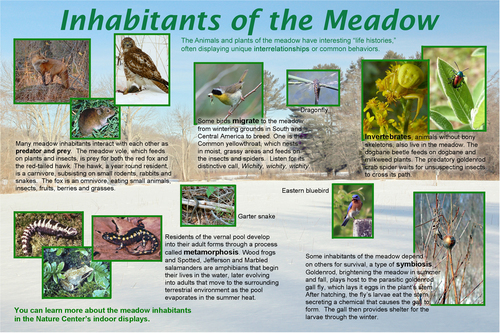 Inhabitants of the Meadow
The Animals and plants of the meadow have interesting "life histories,"
often displaying unique interrelationships or common behaviors.
Many meadow inhabitants interact with each other as
predator and prey. The meadow vole, which feeds
on plants and insects, is prey for both the red fox and
the red-tailed hawk. The hawk, a year round resident,
is a carnivore, subsisting on small rodents, rabbits and
snakes. The fox is an omnivore, eating small animals,
insects, fruits, berries and grasses.
Some birds migrate to the meadow
from wintering grounds in South and
Central America to breed. One is the
Common yellowthroat, which nests
in moist, grassy areas and feeds on
the insects and spiders. Listen for its
distinctive call, Wichity, wichity, wichity
Dragonfly
Invertebrates, animals without bony
skeletons, also live in the meadow. The
dogbane beetle feeds on dogbane and
milkweed plants. The predatory goldenrod
crab spider waits for unsuspecting insects
to cross its path.
Garter snake
Eastern bluebird
Residents of the vernal pool develop
into their adult forms through a process
called metamorphosis. Wood frogs
and Spotted, Jefferson and Marbled
salamanders are amphibians that begin
their lives in the water, later evolving
into adults that move to the surrounding
terrestrial environment as the pool
evaporates in the summer heat.
Some inhabitants of the meadow depend
on others for survival, a type of symbiosis.
Goldenrod, brightening the meadow in summer
and fall, plays host to the parasitic goldenrod
gall fly, which lays it eggs in the plant's stem.
After hatching, the fly's larvae eat the stem,
secreting a chemical that causes the gall to
form. The gall then provides shelter for the
larvae through the winter.
You can learn more about the meadow inhabitants
in the Nature Center's indoor displays.